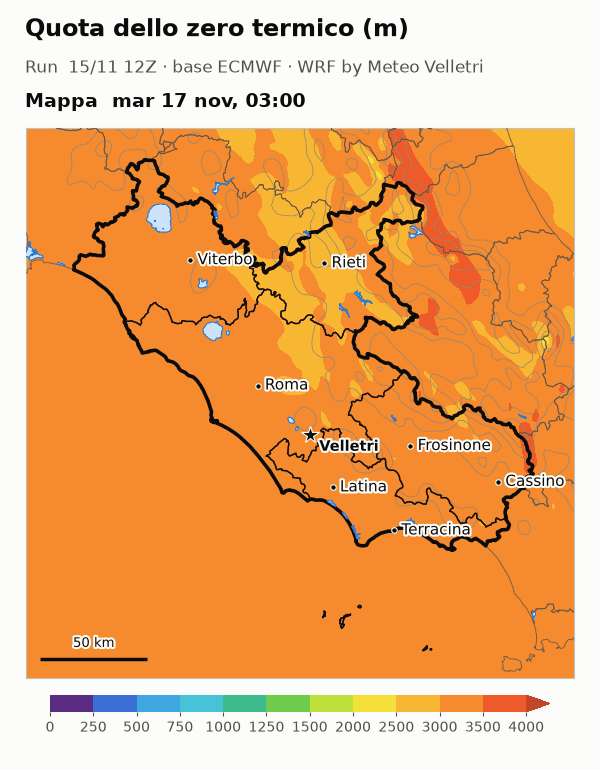 Quota dello zero termico (m)
Run  15/11 12Z · base ECMWF · WRF by Meteo Velletri
Mappa  mar 17 nov, 03:00
Viterbo
Rieti
Roma
Velletri
Frosinone
Latina
Cassino
Terracina
50 km
0 250 500 750 1000 1250 1500 2000 2500 3000 3500 4000